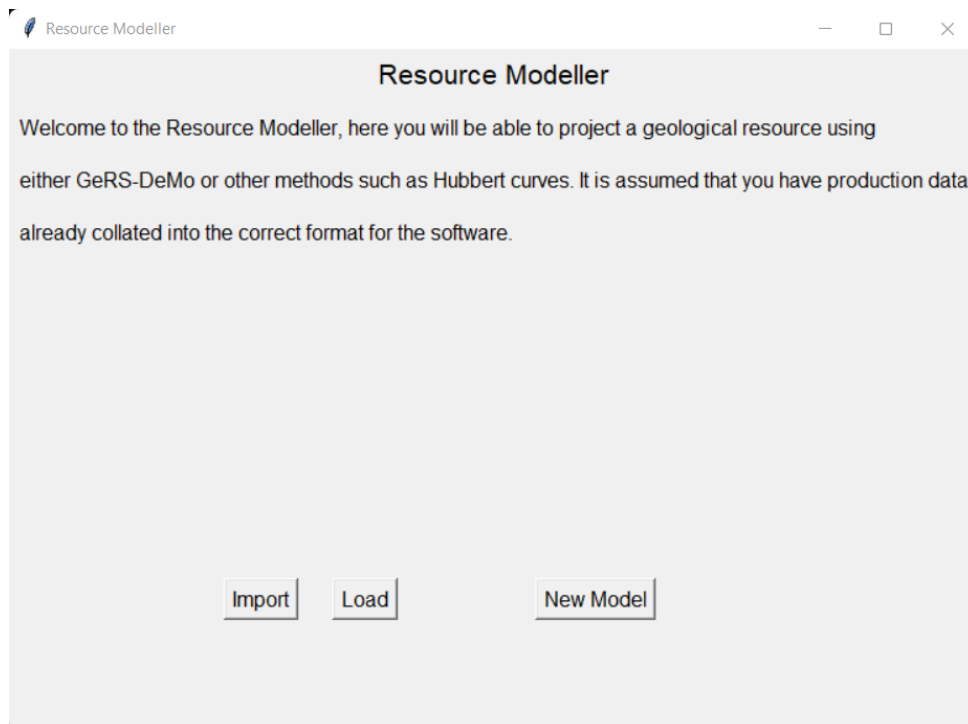 Resource Modeller
Resource Modeller
Welcome to the Resource Modeller, here you will be able to project a geological resource using
either GeRS-DeMo or other methods such as Hubbert curves. It is assumed that you have production data
already collated into the correct format for the software.
Import Load New Model